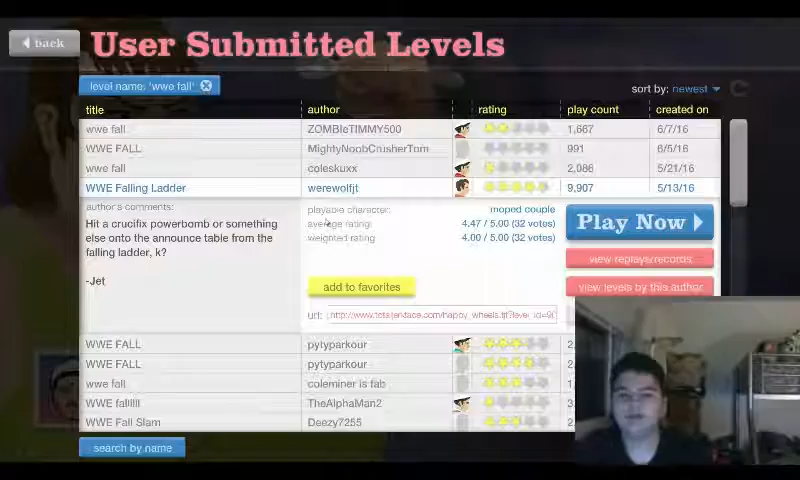 back
User Submitted Levels
level name: 'wwe fall'
sort by: newest
title author rating play count created on
wwe fall ZOMBIeTIMMY500 1,667 6/7/16
WWE FALL MightyNoobCrusherTom 991 6/5/16
wwe fall coleskuxx 2,086 5/21/16
WWE Falling Ladder werewolfjt 9,907 5/13/16
author's comments:
Hit a crucifix powerbomb or something
else onto the announce table from the
falling ladder, k?
-Jet
playable character: moped couple
average rating: 4.47 / 5.00 (32 votes)
weighted rating 4.00 / 5.00 (32 votes)
Play Now
view replays/records
add to favorites
view levels by this author
url:
WWE FALL pytyparkour 2,
WWE FALL pytyparkour 2,
wwe fall coleminer is fab 1,
TheAlphaMan2 3
WWE Fall Slam Deezy7255 2,
search by name